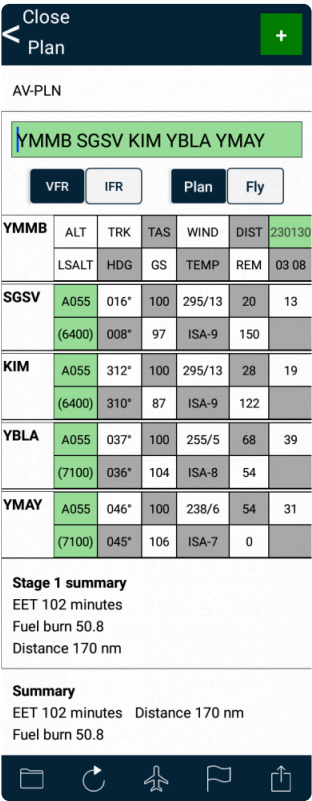 Close
< Plan
+
AV-PLN
YMMB SGSV KIM YBLA YMAY
VFR IFR Plan Fly
YMMB ALT TRK TAS WIND DIST 230130
LSALT HDG GS TEMP REM 03 08
SGSV A055 016° 100 295/13 20 13
(6400) 008° 97 ISA-9 150
KIM A055 312° 100 295/13 28 19
(6400) 310° 87 ISA-9 122
YBLA A055 037° 100 255/5 68 39
(7100) 036° 104 ISA-8 54
YMAY A055 046° 100 238/6 54 31
(7100) 045° 106 ISA-7 0
Stage 1 summary
EET 102 minutes
Fuel burn 50.8
Distance 170 nm
Summary
EET 102 minutes Distance 170 nm
Fuel burn 50.8